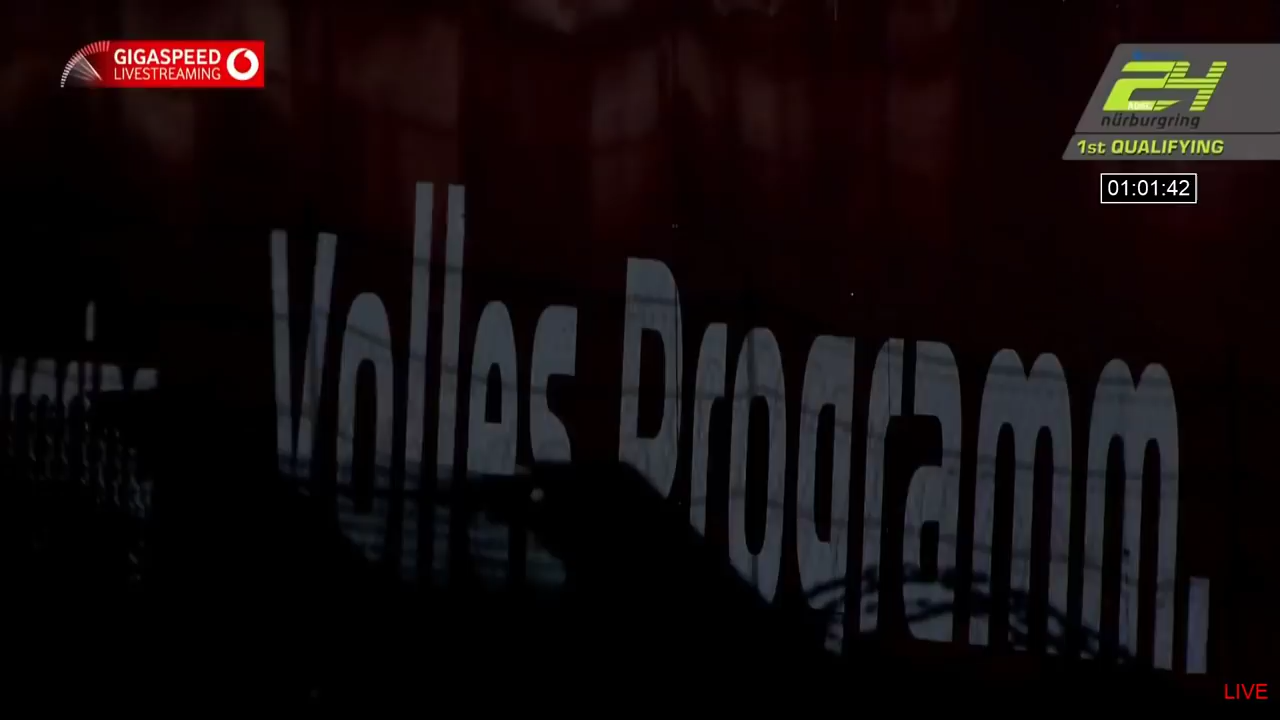 GIGASPEED
LIVESTREAMING
24
nürburgring
1st QUALIFYING
01:01:42
Volles Programm.
LIVE